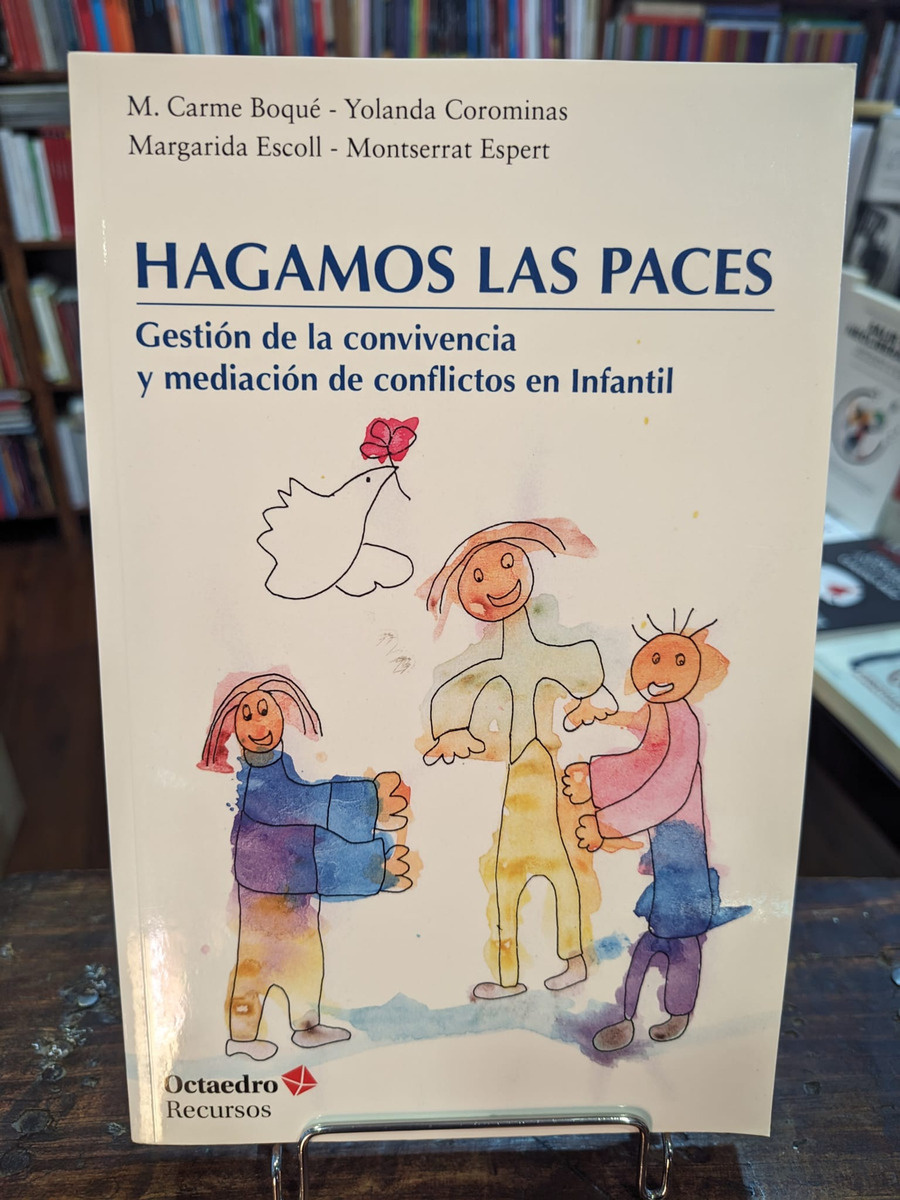 M. Carme Boqué - Yolanda Corominas
Margarida Escoll - Montserrat Espert
HAGAMOS LAS PACES
Gestión de la convivencia
y mediación de conflictos en Infantil
Octaedro
Recursos